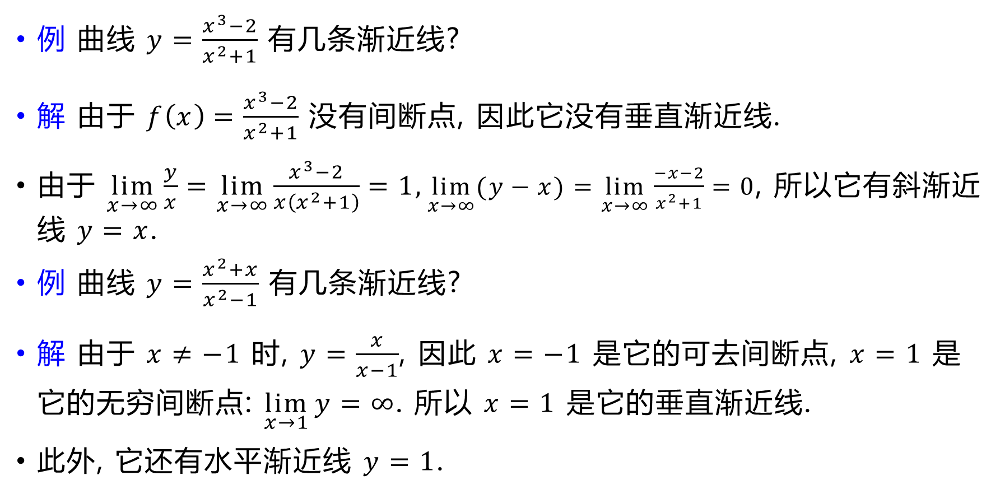 • 例 曲线 $y = \frac{x^3-2}{x^2+1}$ 有几条渐近线?
• 解 由于 $f(x) = \frac{x^3-2}{x^2+1}$ 没有间断点, 因此它没有垂直渐近线.
• 由于 $\lim\limits_{x\to\infty} \frac{y}{x} = \lim\limits_{x\to\infty} \frac{x^3-2}{x(x^2+1)} = 1, \lim\limits_{x\to\infty} (y-x) = \lim\limits_{x\to\infty} \frac{-x-2}{x^2+1} = 0$, 所以它有斜渐近
线 $y = x$.
• 例 曲线 $y = \frac{x^2+x}{x^2-1}$ 有几条渐近线?
• 解 由于 $x \neq -1$ 时, $y = \frac{x}{x-1}$, 因此 $x = -1$ 是它的可去间断点, $x = 1$ 是
它的无穷间断点: $\lim\limits_{x\to 1} y = \infty$. 所以 $x = 1$ 是它的垂直渐近线.
• 此外, 它还有水平渐近线 $y = 1$.